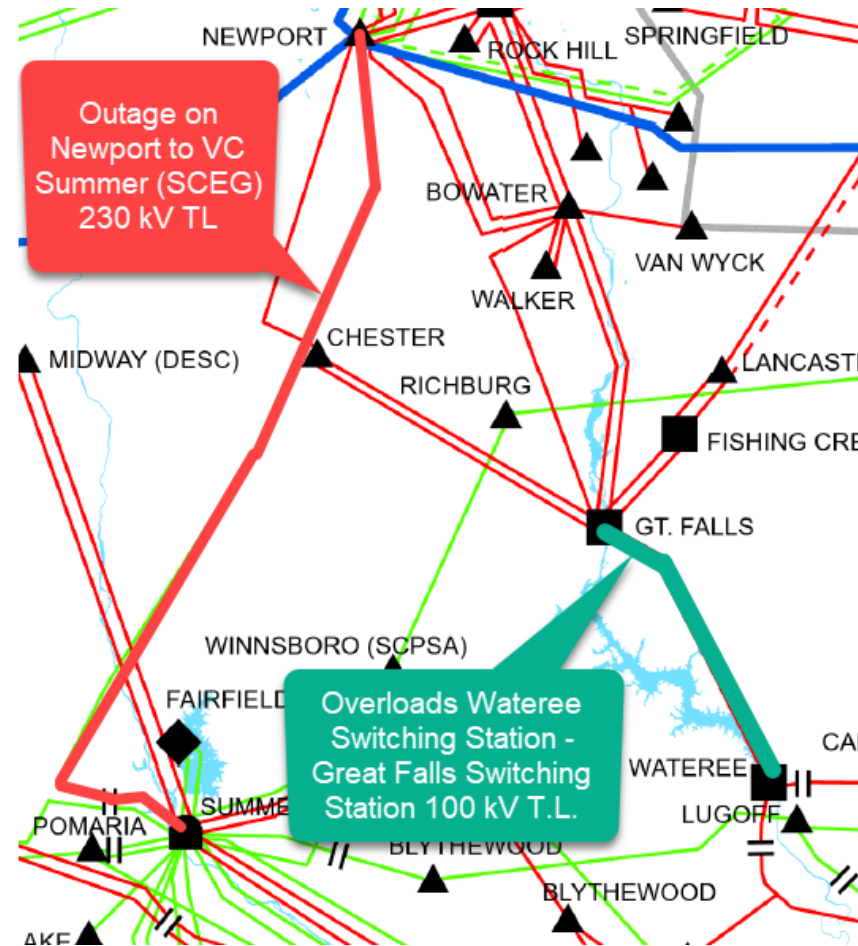 NEWPORT
ROCK HILL
SPRINGFIELD
Outage on
Newport to VC
Summer (SCEG)
230 kV TL
BOWATER
VAN WYCK
WALKER
CHESTER
MIDWAY (DESC)
RICHBURG
LANCAST
FISHING CRE
GT. FALLS
WINNSBORO (SCPSA)
FAIRFIELD
Overloads Wateree
Switching Station -
Great Falls Switching
Station 100 kV T.L.
WATEREE
CA
SUMME
LUGOFF
POMARIA
BLYTHEWOOD
BLYTHEWOOD
AKE